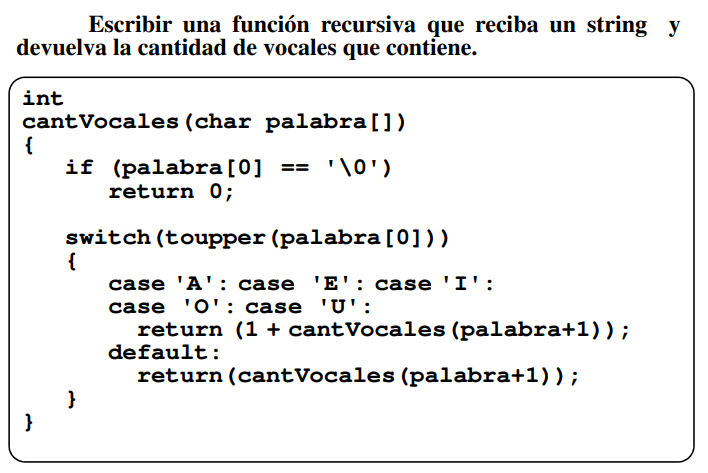 Escribir una función recursiva que reciba un string y
devuelva la cantidad de vocales que contiene.
int
cantVocales(char palabra[])
{
if (palabra[0] == '\0')
return 0;
switch(toupper(palabra[0]))
{
case 'A': case 'E': case 'I':
case 'O': case 'U':
return (1 + cantVocales(palabra+1));
default:
return(cantVocales(palabra+1));
}
}